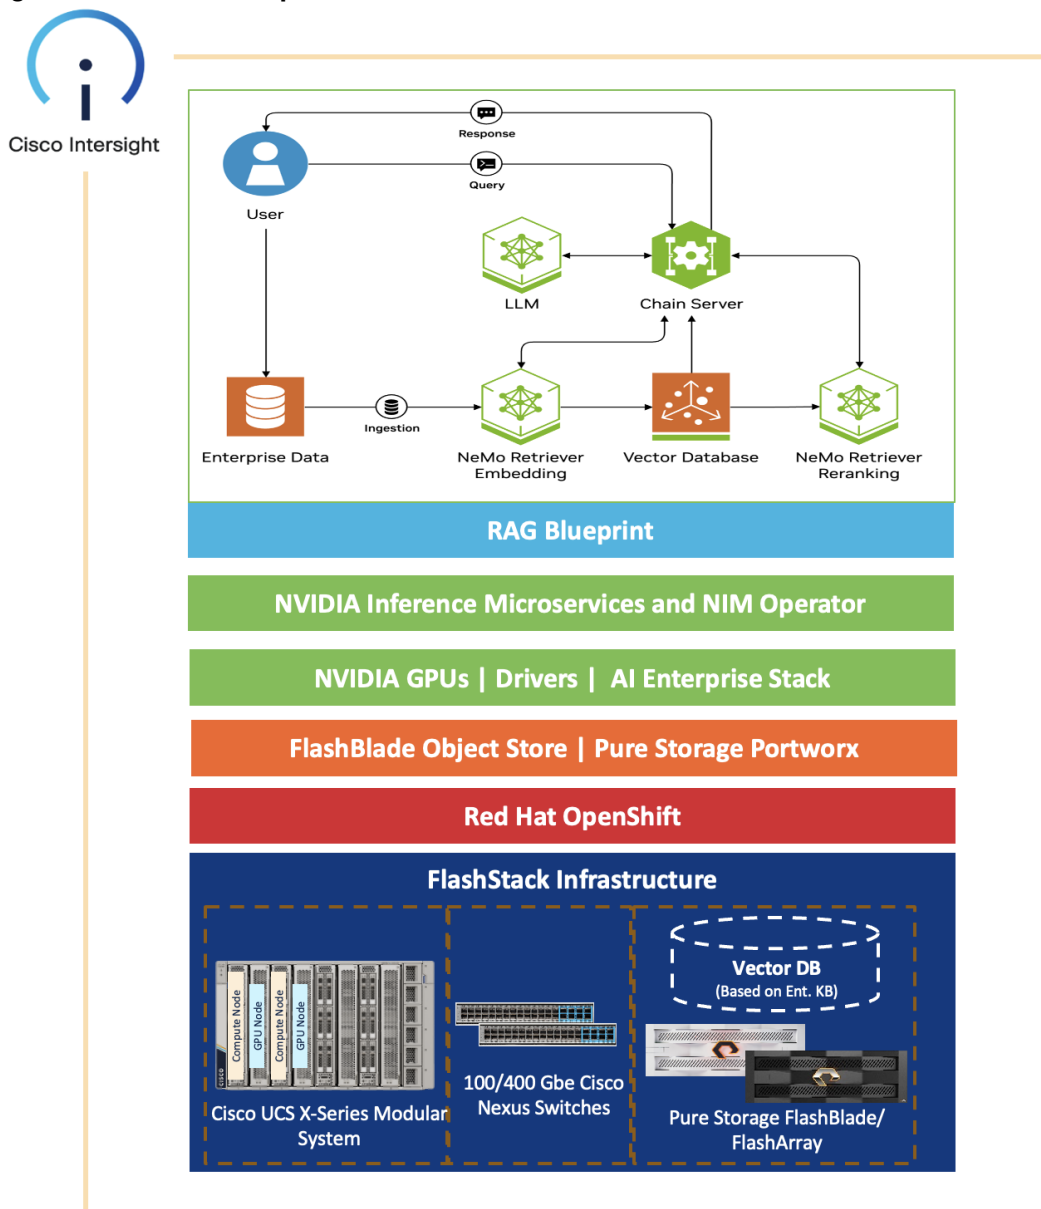 Cisco Intersight
Response
Query
User
LLM
Chain Server
Ingestion
Enterprise Data
NeMo Retriever
Embedding
Vector Database
NeMo Retriever
Reranking
RAG Blueprint
NVIDIA Inference Microservices and NIM Operator
NVIDIA GPUs | Drivers | AI Enterprise Stack
FlashBlade Object Store | Pure Storage Portworx
Red Hat OpenShift
FlashStack Infrastructure
Compute Node
GPU Node
Compute Node
GPU Node
CISCO
Cisco UCS X-Series Modular
System
100/400 Gbe Cisco
Nexus Switches
Vector DB
(Based on Ent. KB)
Pure Storage FlashBlade/
FlashArray